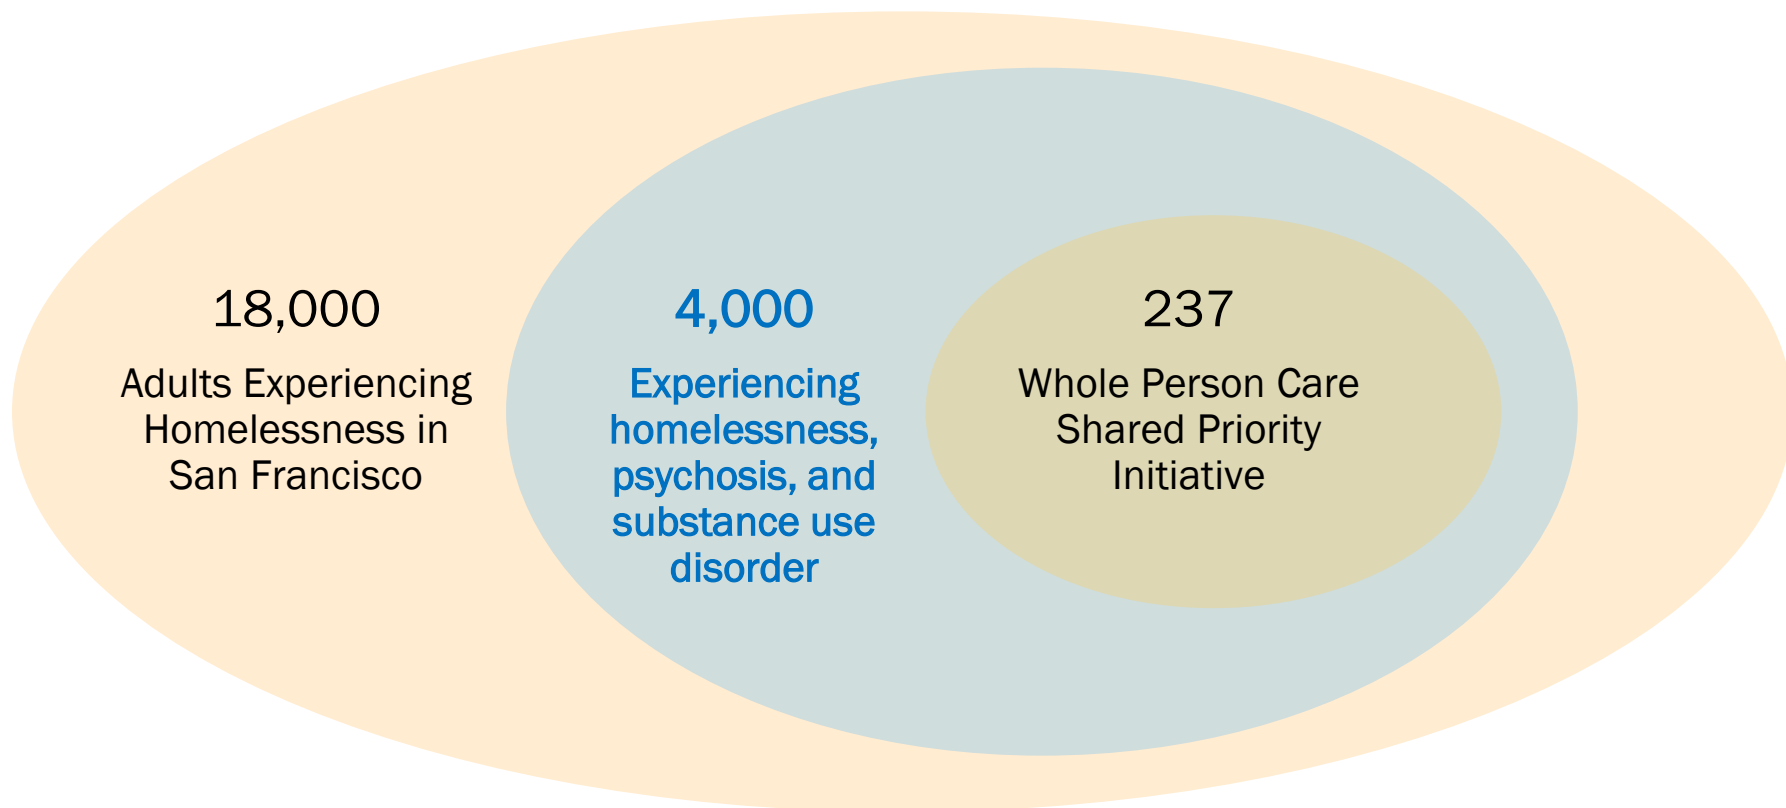 18,000
Adults Experiencing
Homelessness in
San Francisco
4,000
Experiencing
homelessness,
psychosis, and
substance use
disorder
237
Whole Person Care
Shared Priority
Initiative